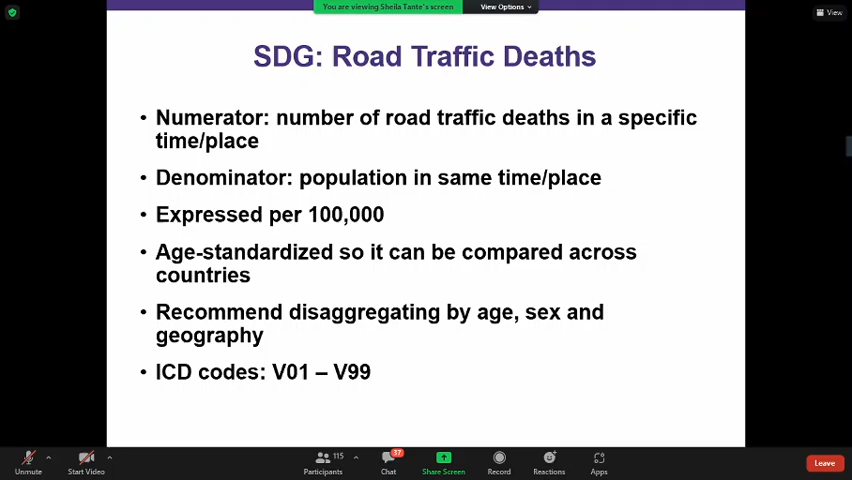 You are viewing Sheila Tante's screen
View Options
View
SDG: Road Traffic Deaths
• Numerator: number of road traffic deaths in a specific
time/place
• Denominator: population in same time/place
• Expressed per 100,000
• Age-standardized so it can be compared across
countries
• Recommend disaggregating by age, sex and
geography
• ICD codes: V01 – V99
Unmute
Start Video
115
Participants
37
Chat
Share Screen
Record
Reactions
Apps
Leave